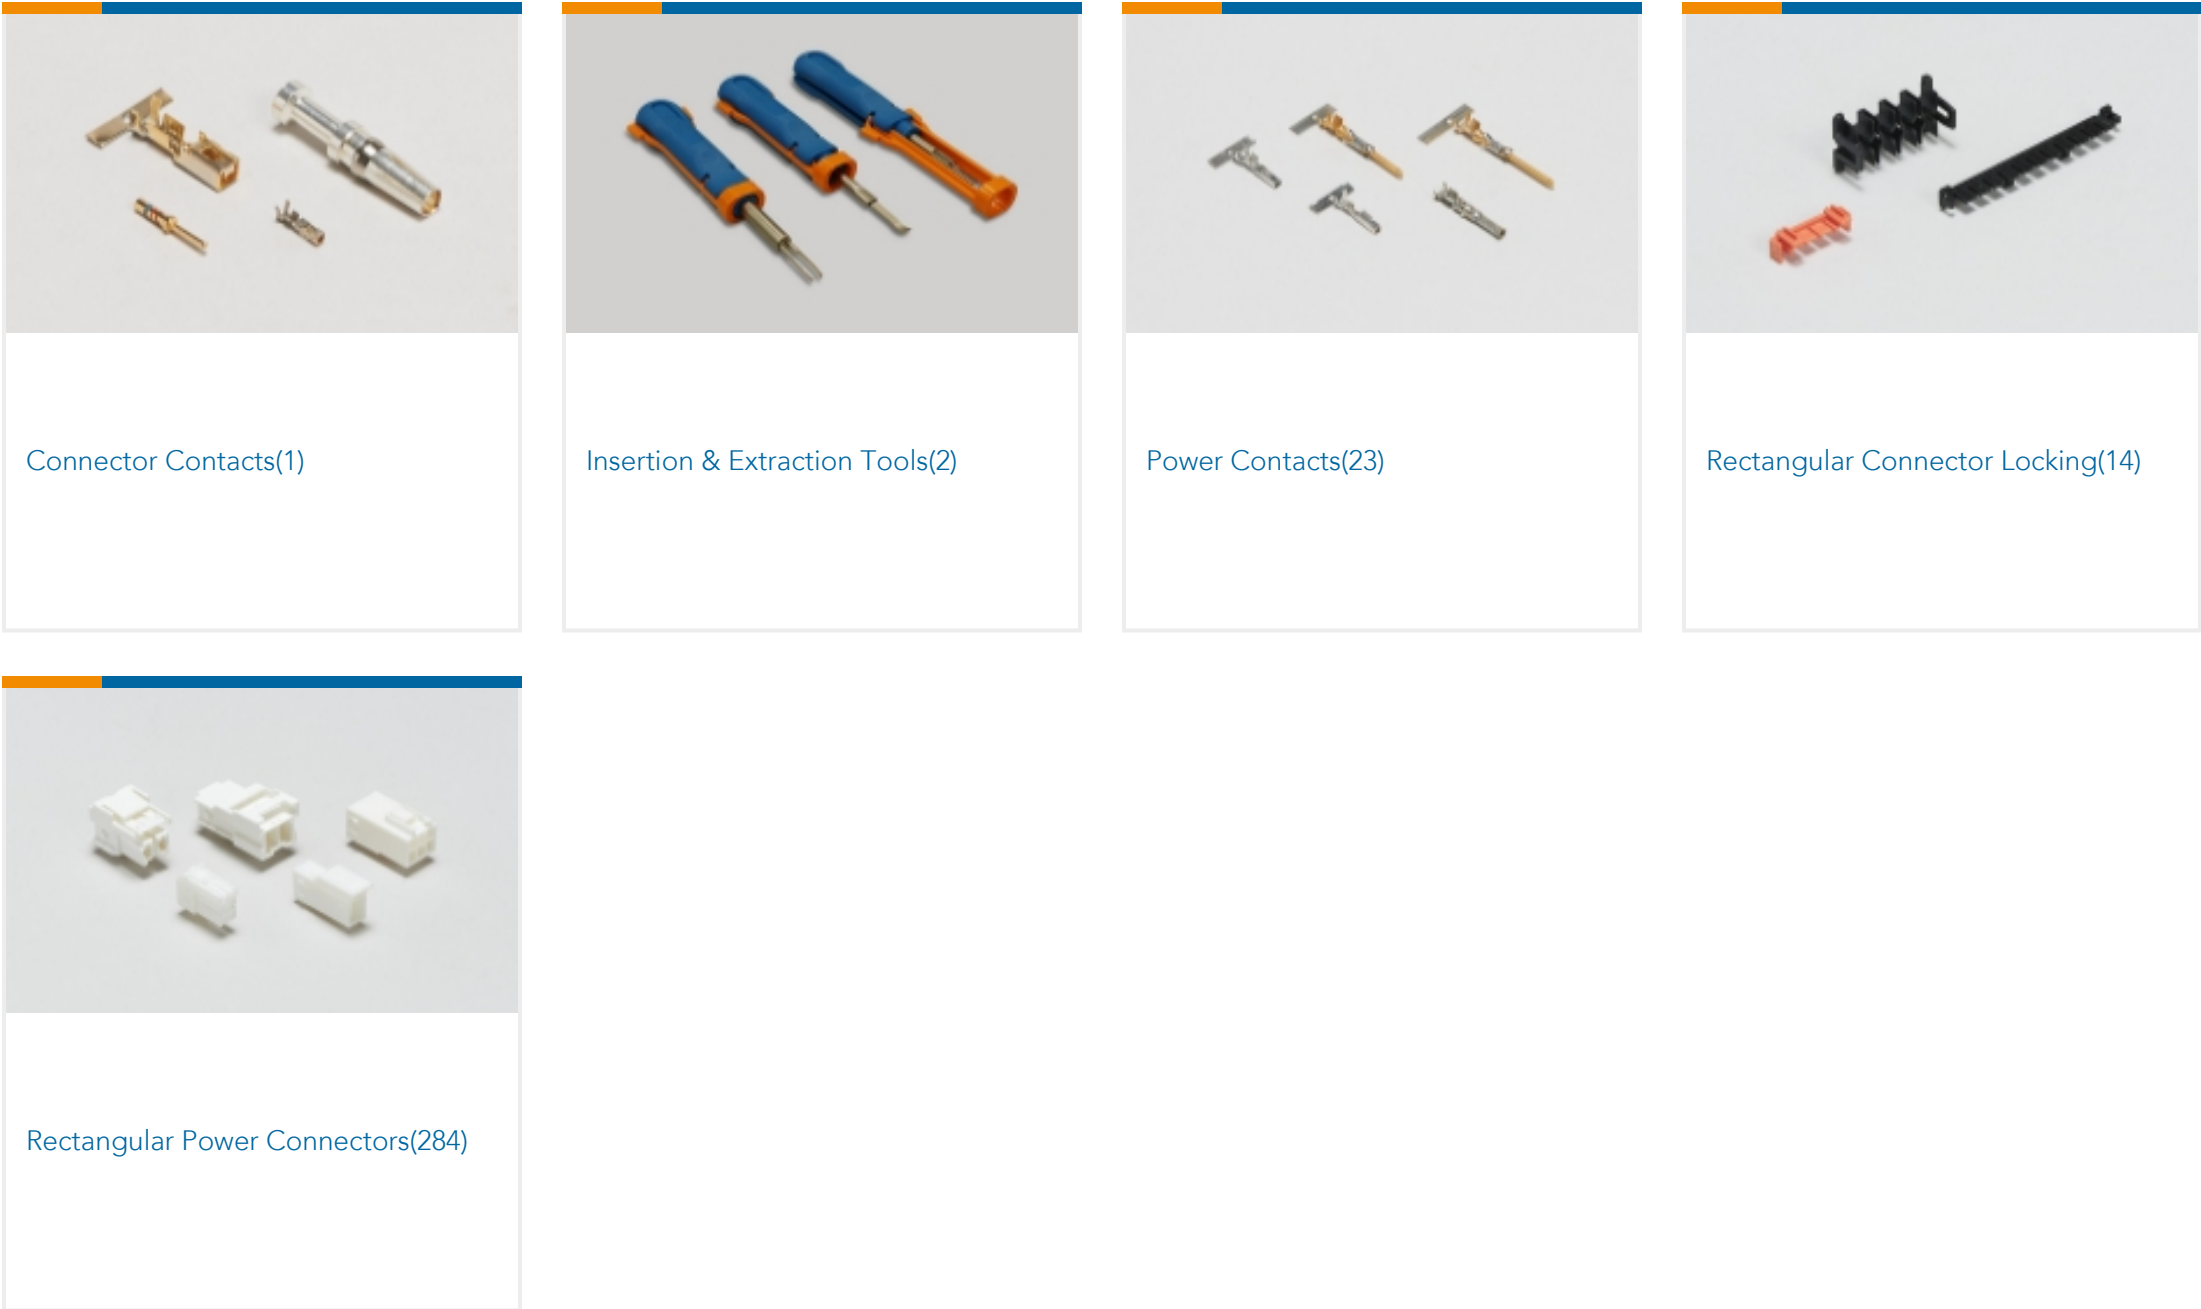 Connector Contacts(1)
Insertion & Extraction Tools(2)
Power Contacts(23)
Rectangular Connector Locking(14)
Rectangular Power Connectors(284)